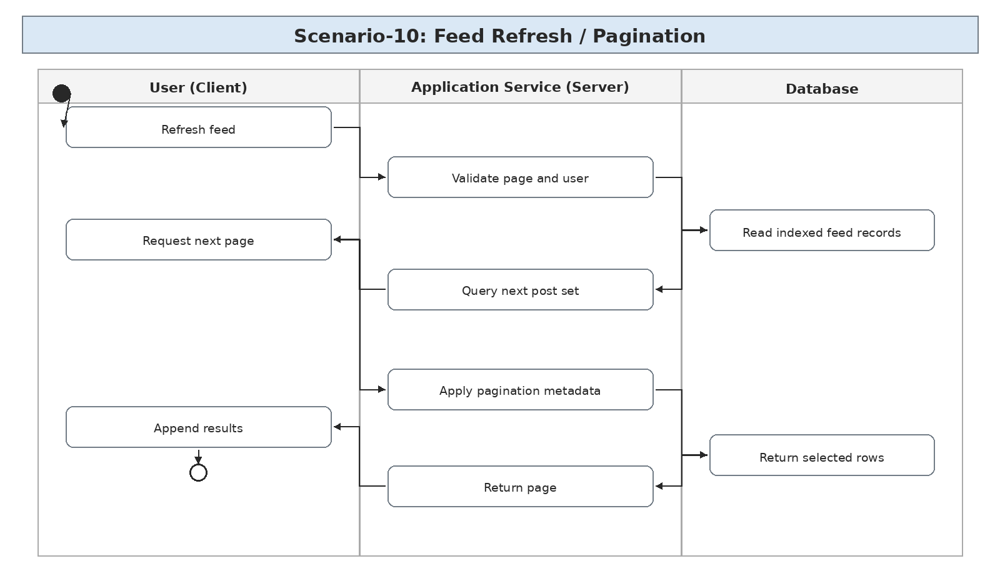 Scenario-10: Feed Refresh / Pagination
User (Client)
Application Service (Server)
Database
Refresh feed
Validate page and user
Read indexed feed records
Request next page
Query next post set
Apply pagination metadata
Append results
Return selected rows
Return page